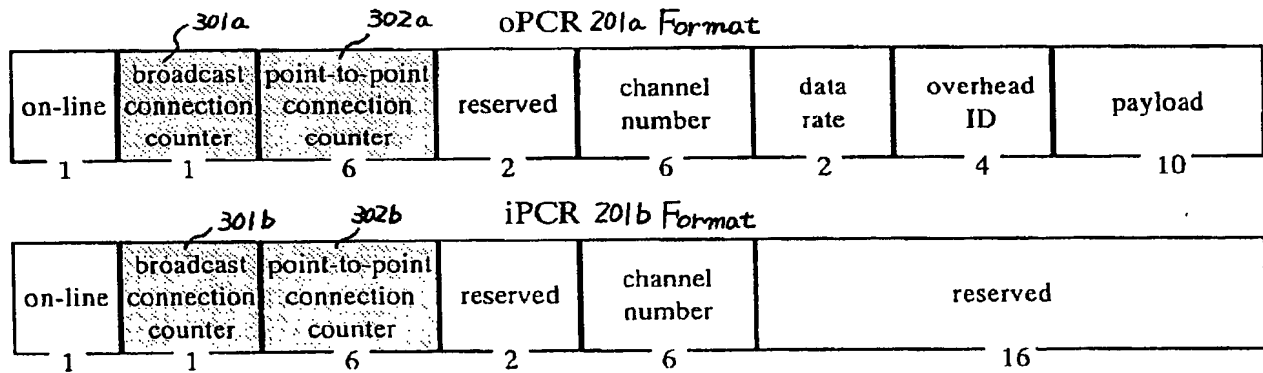 301a 302a oPCR 201a Format
on-line
broadcast connection counter
point-to-point connection counter
reserved
channel number
data rate
overhead ID
payload
1 1 6 2 6 2 4 10
301b 302b iPCR 201b Format
on-line
broadcast connection counter
point-to-point connection counter
reserved
channel number
reserved
1 1 6 2 6 16